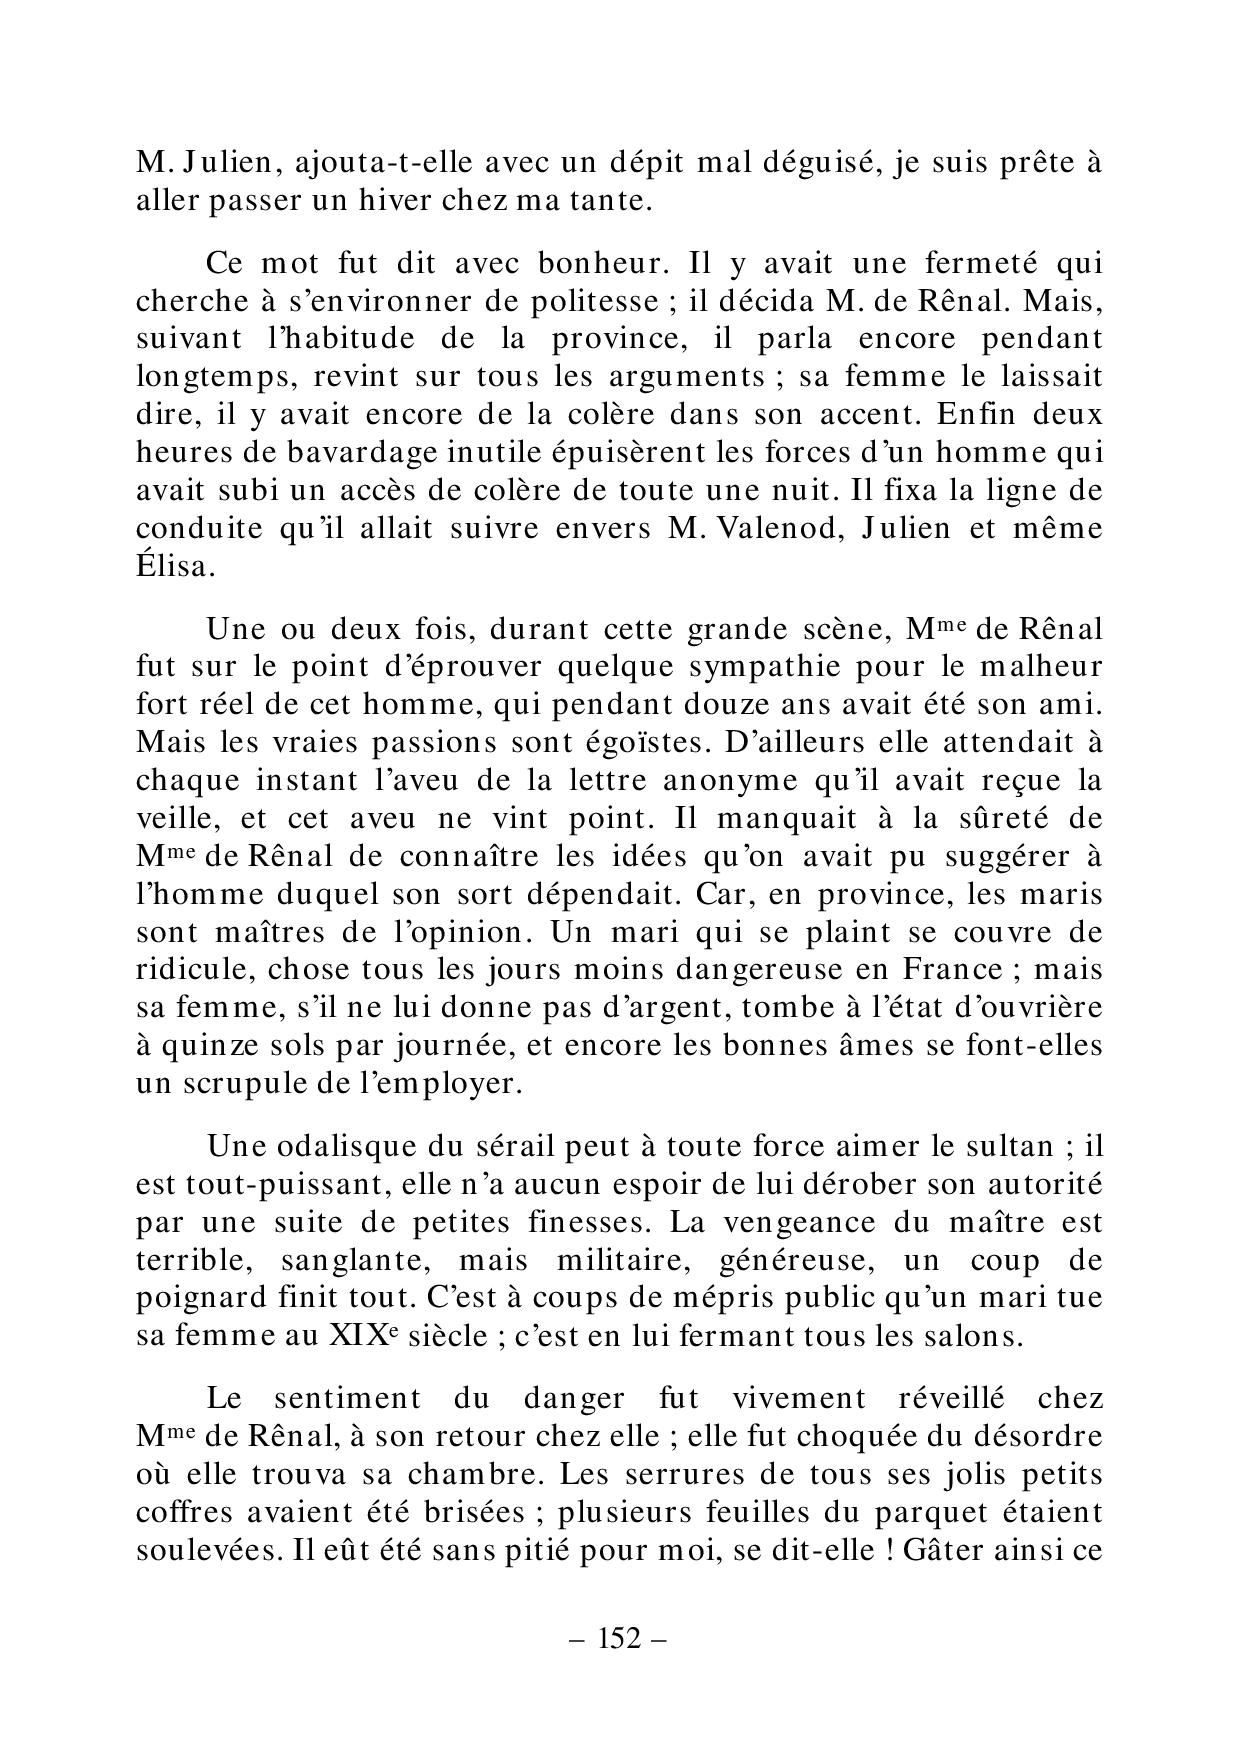 M. Julien, ajouta-t-elle avec un dépit mal déguisé, je suis prête à
aller passer un hiver chez ma tante.
Ce mot fut dit avec bonheur. Il y avait une fermeté qui
cherche à s’environner de politesse ; il décida M. de Rênal. Mais,
suivant l’habitude de la province, il parla encore pendant
longtemps, revint sur tous les arguments ; sa femme le laissait
dire, il y avait encore de la colère dans son accent. Enfin deux
heures de bavardage inutile épuisèrent les forces d’un homme qui
avait subi un accès de colère de toute une nuit. Il fixa la ligne de
conduite qu’il allait suivre envers M. Valenod, Julien et même
Élisa.
Une ou deux fois, durant cette grande scène, Mme de Rênal
fut sur le point d’éprouver quelque sympathie pour le malheur
fort réel de cet homme, qui pendant douze ans avait été son ami.
Mais les vraies passions sont égoïstes. D’ailleurs elle attendait à
chaque instant l’aveu de la lettre anonyme qu’il avait reçue la
veille, et cet aveu ne vint point. Il manquait à la sûreté de
Mme de Rênal de connaître les idées qu’on avait pu suggérer à
l’homme duquel son sort dépendait. Car, en province, les maris
sont maîtres de l’opinion. Un mari qui se plaint se couvre de
ridicule, chose tous les jours moins dangereuse en France ; mais
sa femme, s’il ne lui donne pas d’argent, tombe à l’état d’ouvrière
à quinze sols par journée, et encore les bonnes âmes se font-elles
un scrupule de l’employer.
Une odalisque du sérail peut à toute force aimer le sultan ; il
est tout-puissant, elle n’a aucun espoir de lui dérober son autorité
par une suite de petites finesses. La vengeance du maître est
terrible, sanglante, mais militaire, généreuse, un coup de
poignard finit tout. C’est à coups de mépris public qu’un mari tue
sa femme au XIXe siècle ; c’est en lui fermant tous les salons.
Le sentiment du danger fut vivement réveillé chez
Mme de Rênal, à son retour chez elle ; elle fut choquée du désordre
où elle trouva sa chambre. Les serrures de tous ses jolis petits
coffres avaient été brisées ; plusieurs feuilles du parquet étaient
soulevées. Il eût été sans pitié pour moi, se dit-elle ! Gâter ainsi ce
– 152 –